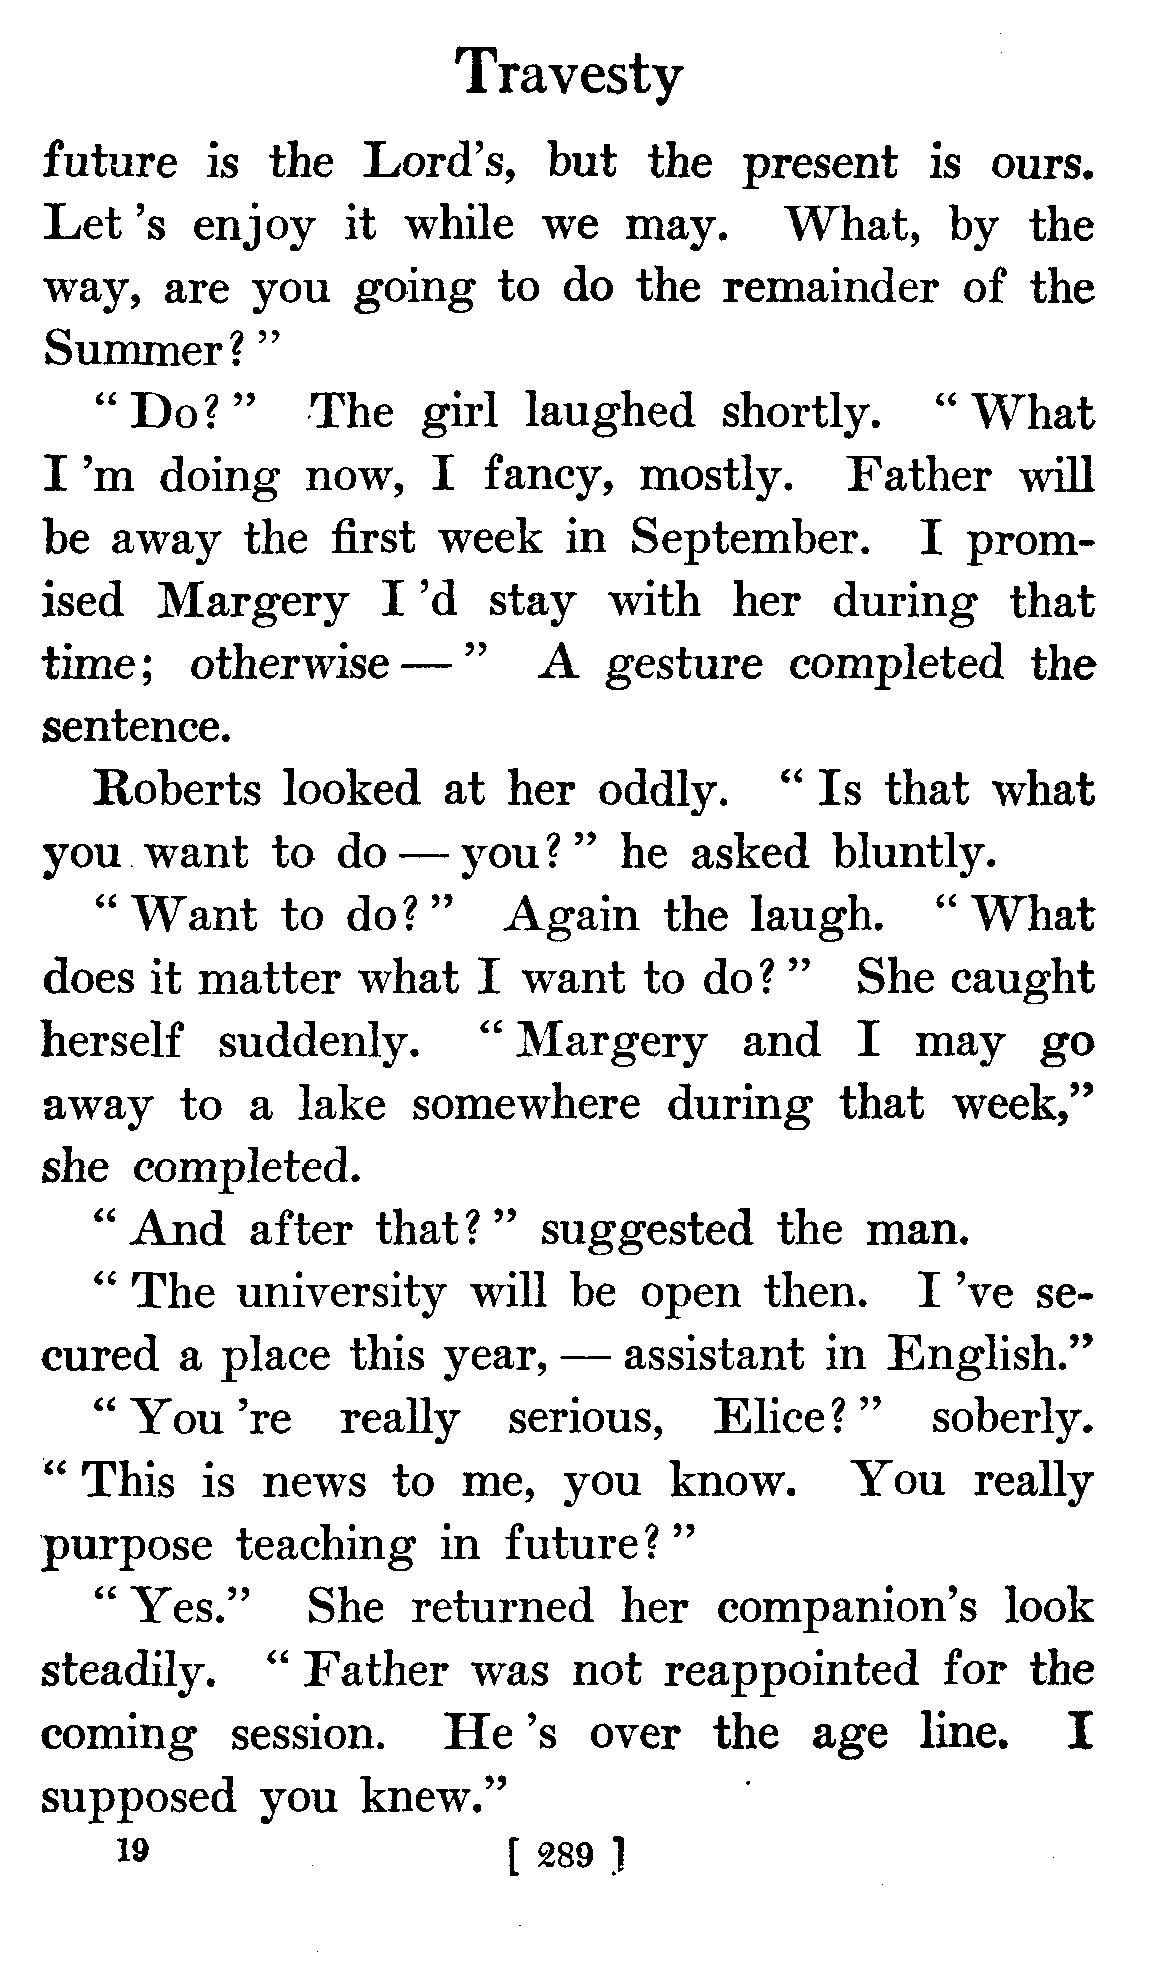 Travesty
future is the Lord's, but the present is ours.
Let 's enjoy it while we may. What, by the
way, are you going to do the remainder of the
Summer? "
" Do? " The girl laughed shortly. " What
I 'm doing now, I fancy, mostly. Father will
be away the first week in September. I prom-
ised Margery I 'd stay with her during that
time; otherwise — " A gesture completed the
sentence.
Roberts looked at her oddly. " Is that what
you want to do — you? " he asked bluntly.
" Want to do? " Again the laugh. " What
does it matter what I want to do? " She caught
herself suddenly. " Margery and I may go
away to a lake somewhere during that week,"
she completed.
" And after that? " suggested the man.
" The university will be open then. I 've se-
cured a place this year, — assistant in English."
" You 're really serious, Elice? " soberly.
" This is news to me, you know. You really
purpose teaching in future? "
" Yes." She returned her companion's look
steadily. " Father was not reappointed for the
coming session. He 's over the age line. I
supposed you knew."
19 [ 289 ]